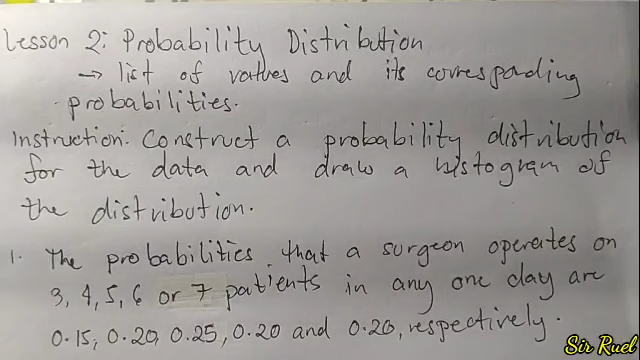 Lesson 2: Probability Distribution
→ list of values and its corresponding
probabilities.
Instruction: Construct a probability distribution
for the data and draw a histogram of
the distribution.
1. The probabilities that a surgeon operates on
3, 4, 5, 6 or 7 patients in any one day are
0.15, 0.20, 0.25, 0.20 and 0.20, respectively.
Sir Ruel